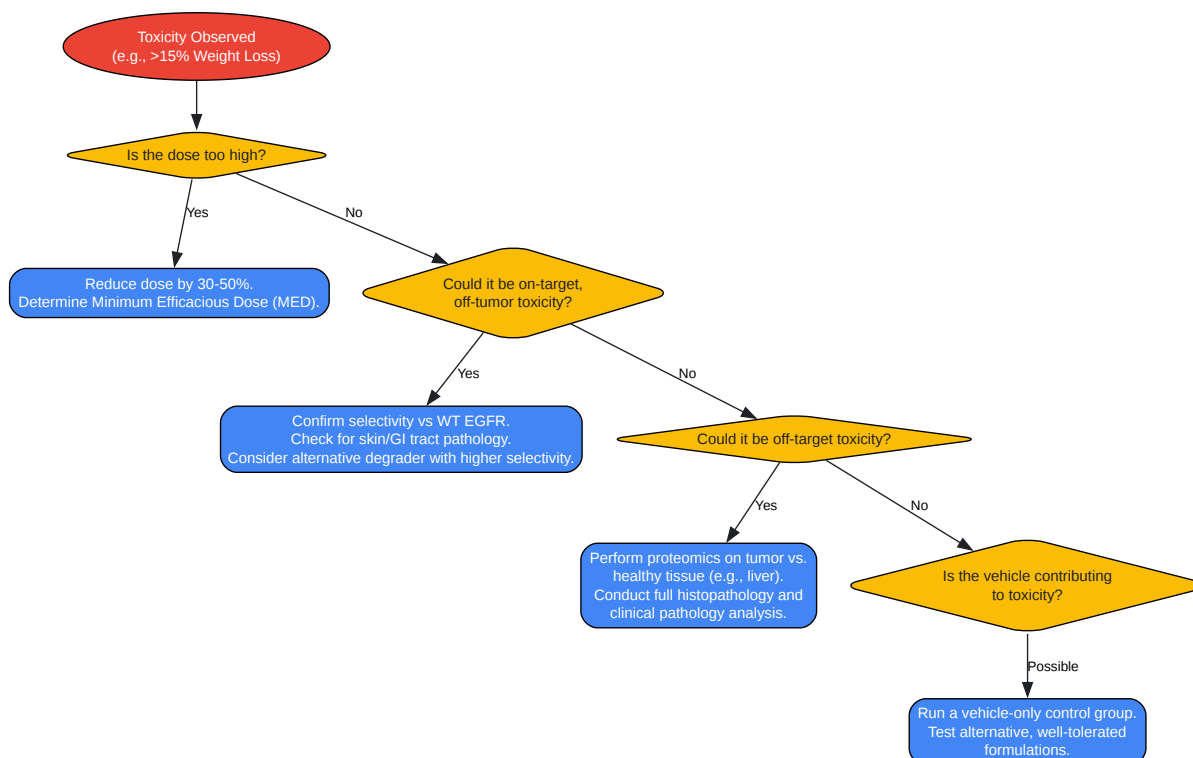 Toxicity Observed
(e.g., >15% Weight Loss)
Is the dose too high?
Yes
No
Reduce dose by 30-50%.
Determine Minimum Efficacious Dose (MED).
Could it be on-target,
off-tumor toxicity?
Yes
No
Confirm selectivity vs WT EGFR.
Check for skin/GI tract pathology.
Consider alternative degrader with higher selectivity.
Could it be off-target toxicity?
Yes
No
Perform proteomics on tumor vs.
healthy tissue (e.g., liver).
Conduct full histopathology and
clinical pathology analysis.
Is the vehicle contributing
to toxicity?
Possible
Run a vehicle-only control group.
Test alternative, well-tolerated
formulations.